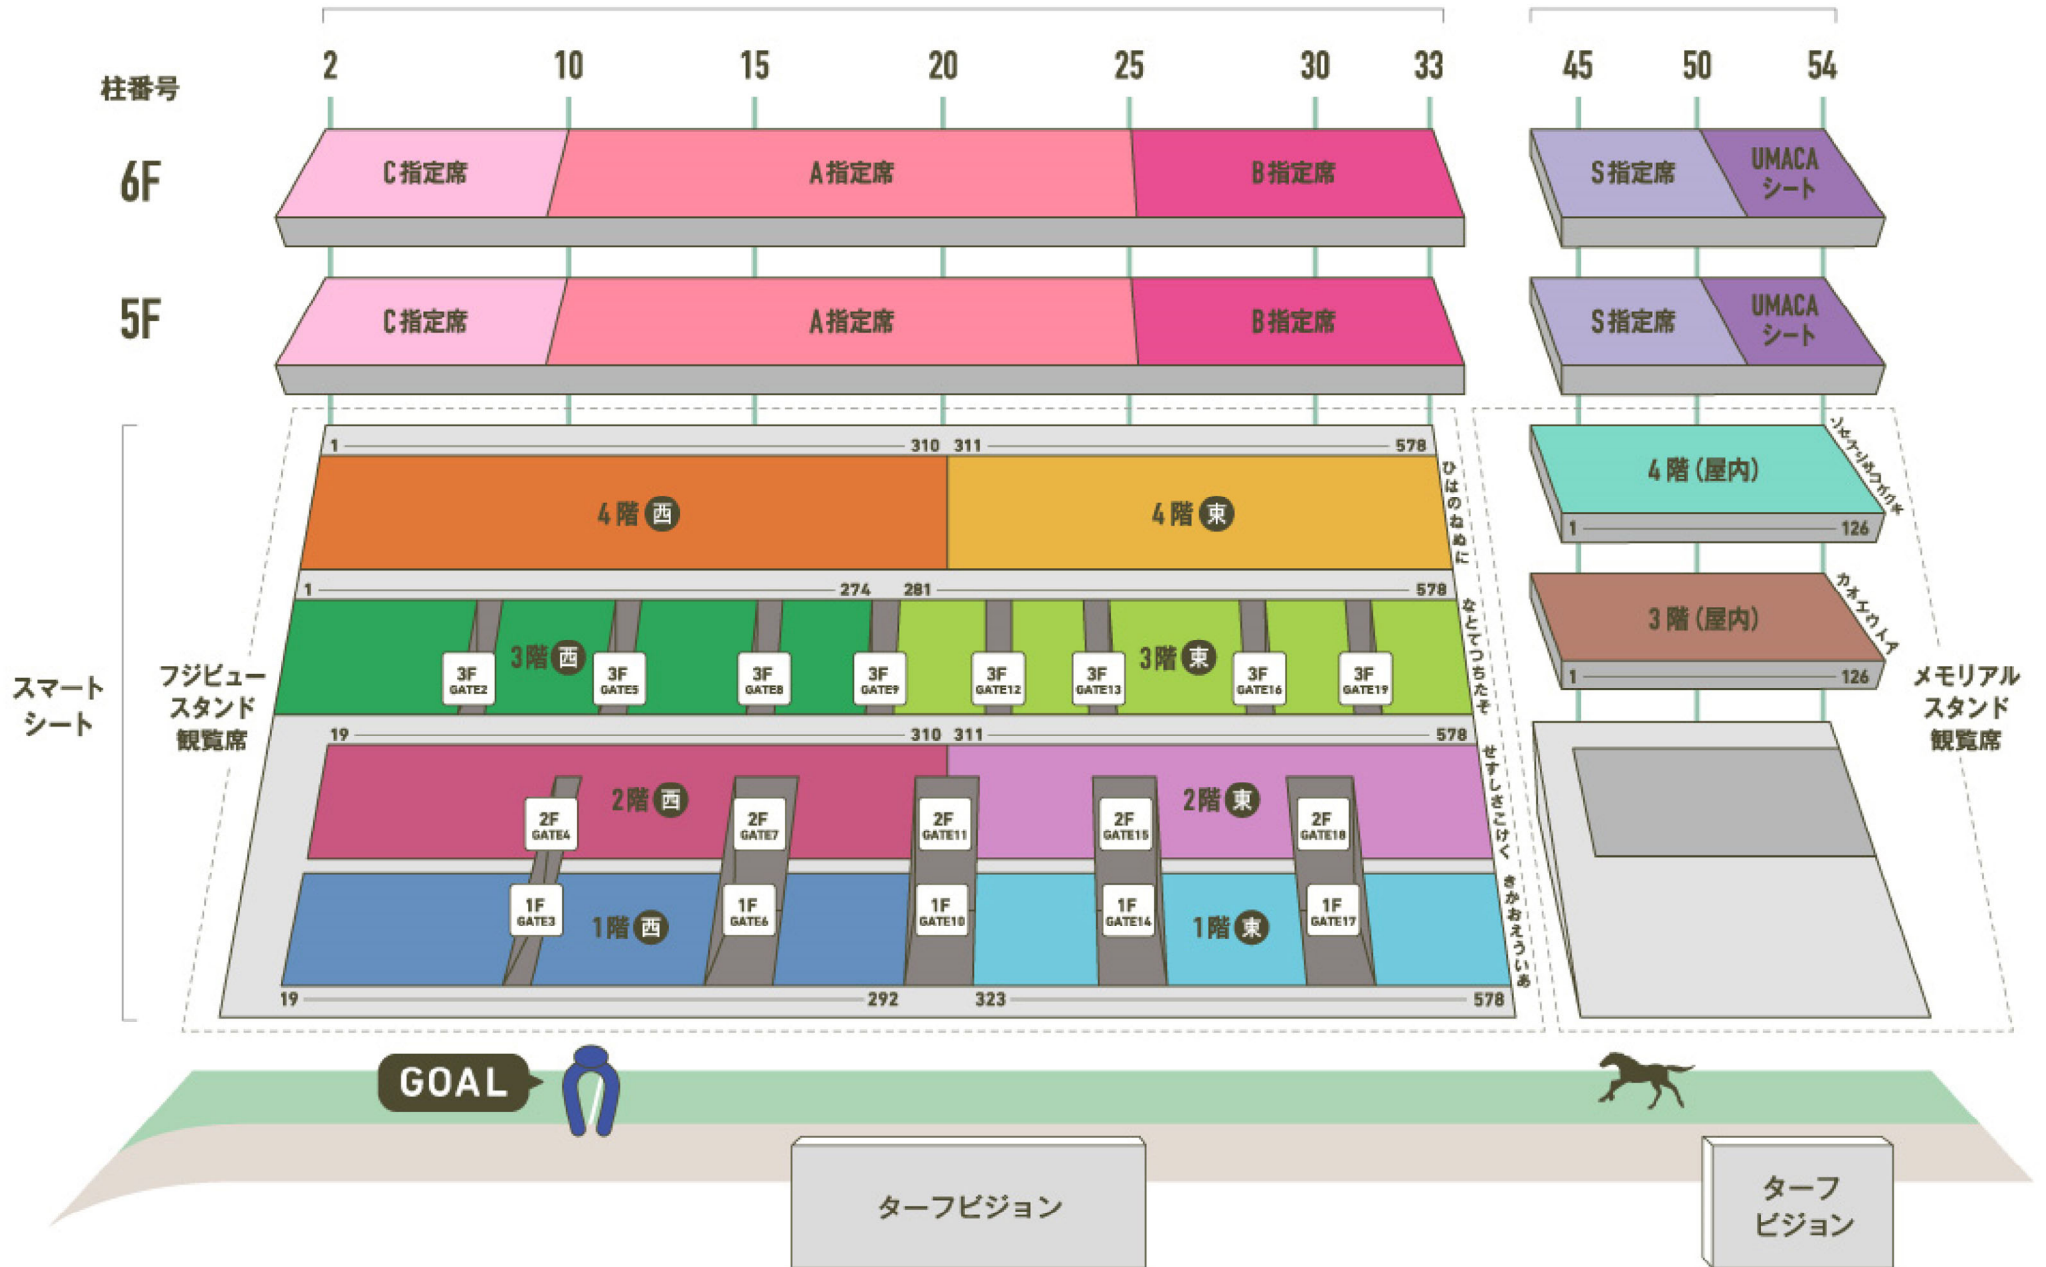 柱番号
2 10 15 20 25 30 33 45 50 54
6F
C指定席 A指定席 B指定席 S指定席 UMACA
シート
5F
C指定席 A指定席 B指定席 S指定席 UMACA
シート
スマート
シート
フジビュー
スタンド
観覧席
1 310 311 578
4階 西 4階 東
ひはのねぬに
1 274 281 578
3階 西 3階 東
3F
GATE2
3F
GATE5
3F
GATE8
3F
GATE9
3F
GATE12
3F
GATE13
3F
GATE16
3F
GATE19
なとてつちたそ
19 310 311 578
2階 西 2階 東
2F
GATE4
2F
GATE7
2F
GATE11
2F
GATE15
2F
GATE18
せすしさこけく
1F
GATE3
1F
GATE6
1F
GATE10
1F
GATE14
1F
GATE17
1階 西 1階 東
きかおえういあ
19 292 323 578
4階（屋内）
1 126
3階（屋内）
カオエウイア
1 126
メモリアル
スタンド
観覧席
GOAL
ターフビジョン
ターフ
ビジョン